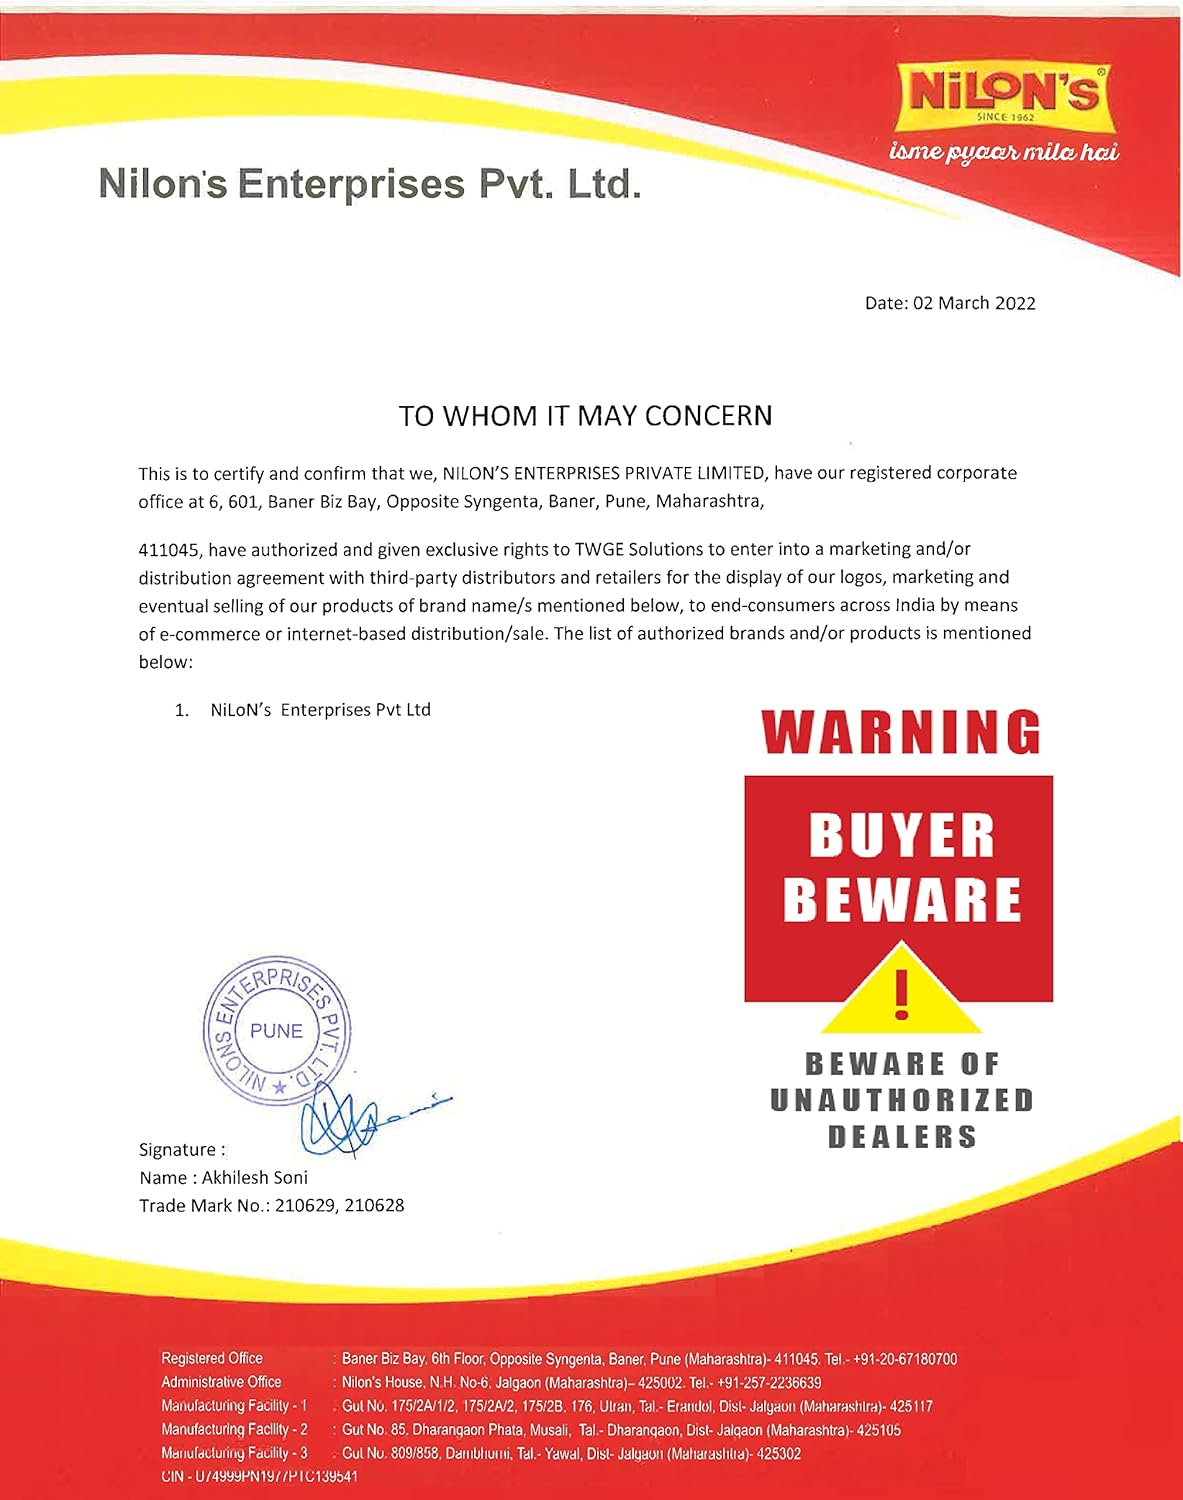 NiLON'S®
SINCE 1962
isme pyaar mila hai
Nilon's Enterprises Pvt. Ltd.
Date: 02 March 2022
TO WHOM IT MAY CONCERN
This is to certify and confirm that we, NILON'S ENTERPRISES PRIVATE LIMITED, have our registered corporate
office at 6, 601, Baner Biz Bay, Opposite Syngenta, Baner, Pune, Maharashtra,
411045, have authorized and given exclusive rights to TWGE Solutions to enter into a marketing and/or
distribution agreement with third-party distributors and retailers for the display of our logos, marketing and
eventual selling of our products of brand name/s mentioned below, to end-consumers across India by means
of e-commerce or internet-based distribution/sale. The list of authorized brands and/or products is mentioned
below:
1. NiLoN's Enterprises Pvt Ltd
WARNING
BUYER
BEWARE
!
BEWARE OF
UNAUTHORIZED
DEALERS
NILONS ENTERPRISES PVT. LTD.
PUNE
Signature :
Name : Akhilesh Soni
Trade Mark No.: 210629, 210628
Registered Office : Baner Biz Bay, 6th Floor, Opposite Syngenta, Baner, Pune (Maharashtra)- 411045. Tel.- +91-20-67180700
Administrative Office : Nilon's House, N.H. No-6, Jalgaon (Maharashtra)– 425002. Tel.- +91-257-2236639
Manufacturing Facility - 1 : Gut No. 175/2A/1/2, 175/2A/2, 175/2B, 176, Utran, Tal.- Erandol, Dist- Jalgaon (Maharashtra)- 425117
Manufacturing Facility - 2 : Gut No. 85, Dharangaon Phata, Musali, Tal.- Dharangaon, Dist- Jalgaon (Maharashtra)- 425105
Manufacturing Facility - 3 : Gut No. 809/858, Dambhurni, Tal.- Yawal, Dist- Jalgaon (Maharashtra)- 425302
CIN - U74999PN1977PTC139541